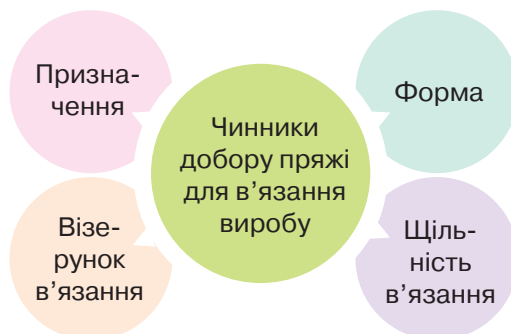 Призна-
чення
Форма
Чинники
добору пряжі
для в’язання
виробу
Візе-
рунок
в’язання
Щіль-
ність
в’язання